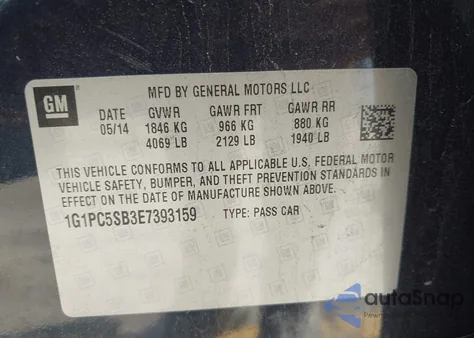 GM
MFD BY GENERAL MOTORS LLC
DATE GVWR GAWR FRT GAWR RR
05/14 1846 KG 966 KG 880 KG
4069 LB 2129 LB 1940 LB
THIS VEHICLE CONFORMS TO ALL APPLICABLE U.S. FEDERAL MOTOR
VEHICLE SAFETY, BUMPER, AND THEFT PREVENTION STANDARDS IN
EFFECT ON THE DATE OF MANUFACTURE SHOWN ABOVE.
1G1PC5SB3E7393159 TYPE: PASS CAR
autoSnap